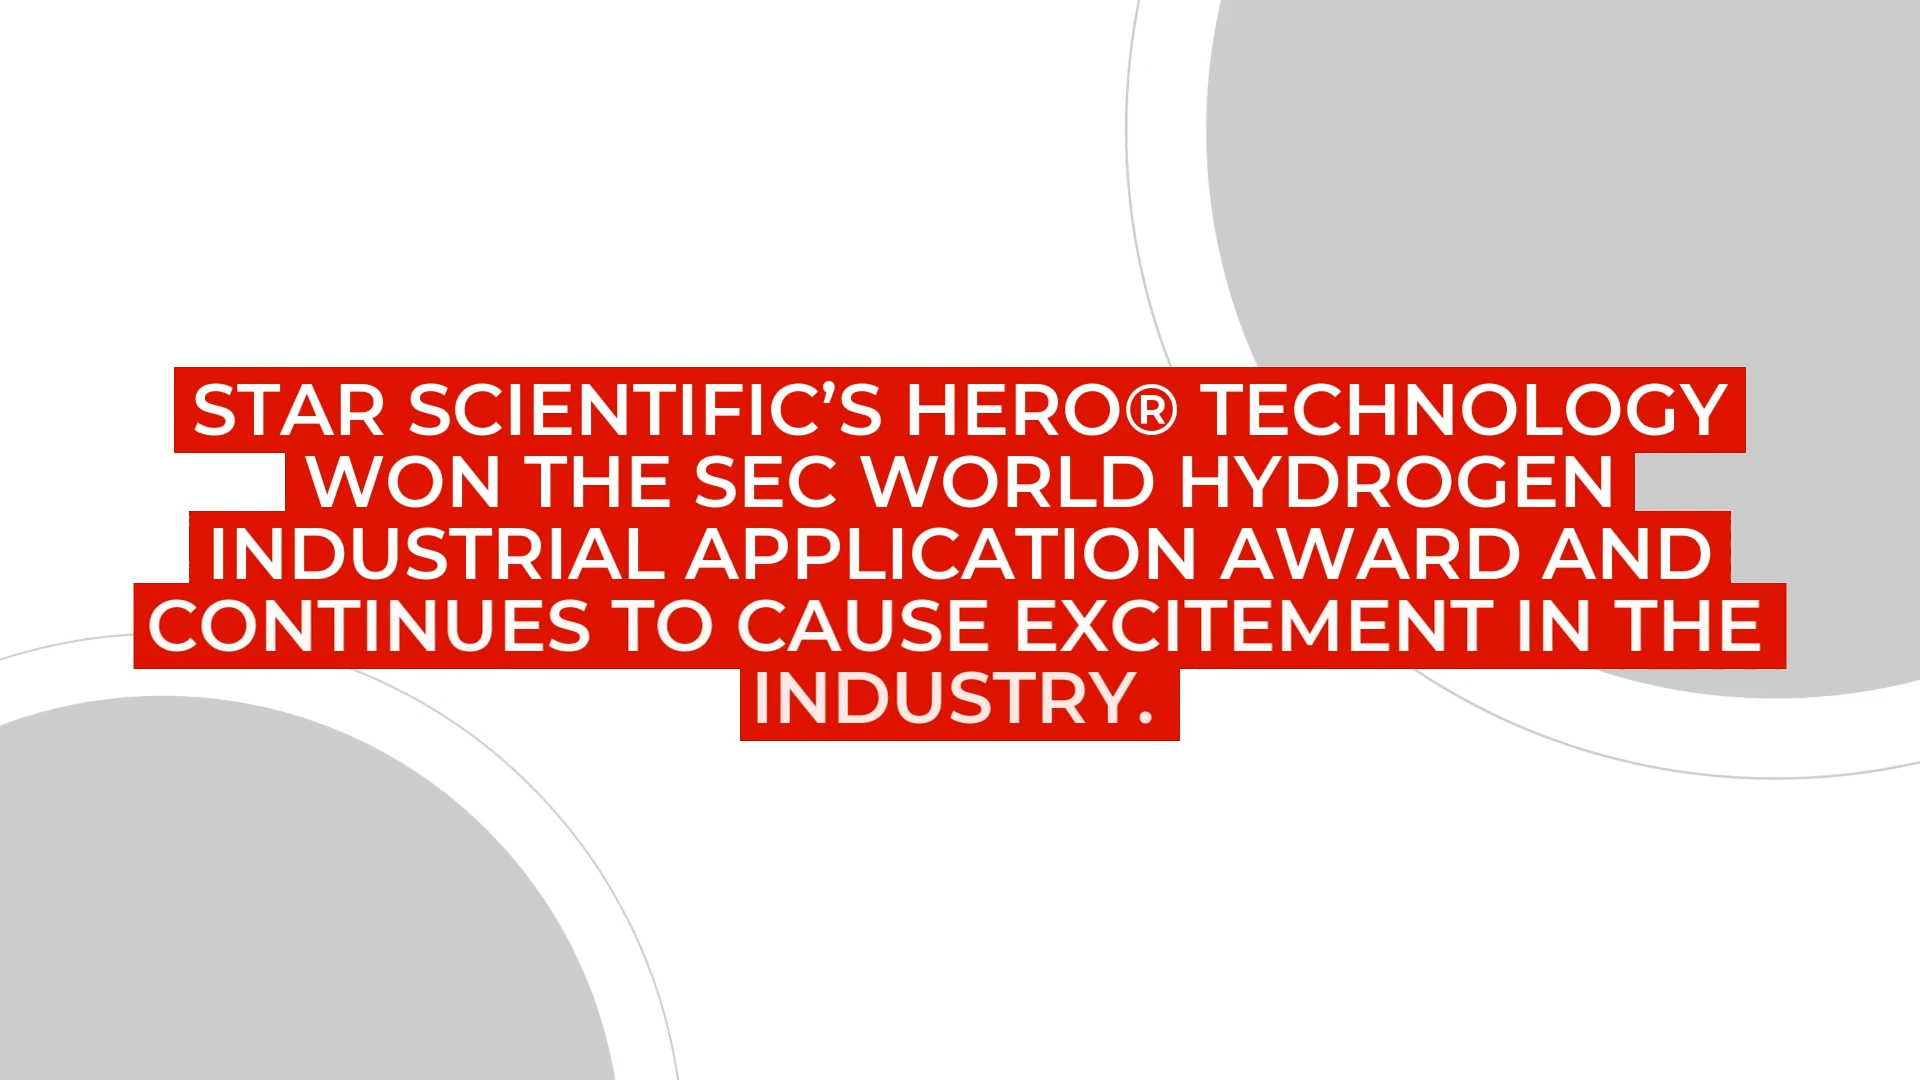 STAR SCIENTIFIC’S HERO® TECHNOLOGY
WON THE SEC WORLD HYDROGEN
INDUSTRIAL APPLICATION AWARD AND
CONTINUES TO CAUSE EXCITEMENT IN THE
INDUSTRY.